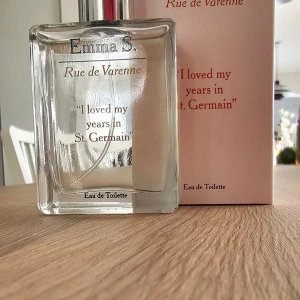 Emma S.
Rue de Varenne
"I loved my
years in
St. Germain"
Eau de Toilette
Rue de Varenne
"I loved my
years in
St. Germain"
Eau de Toilette